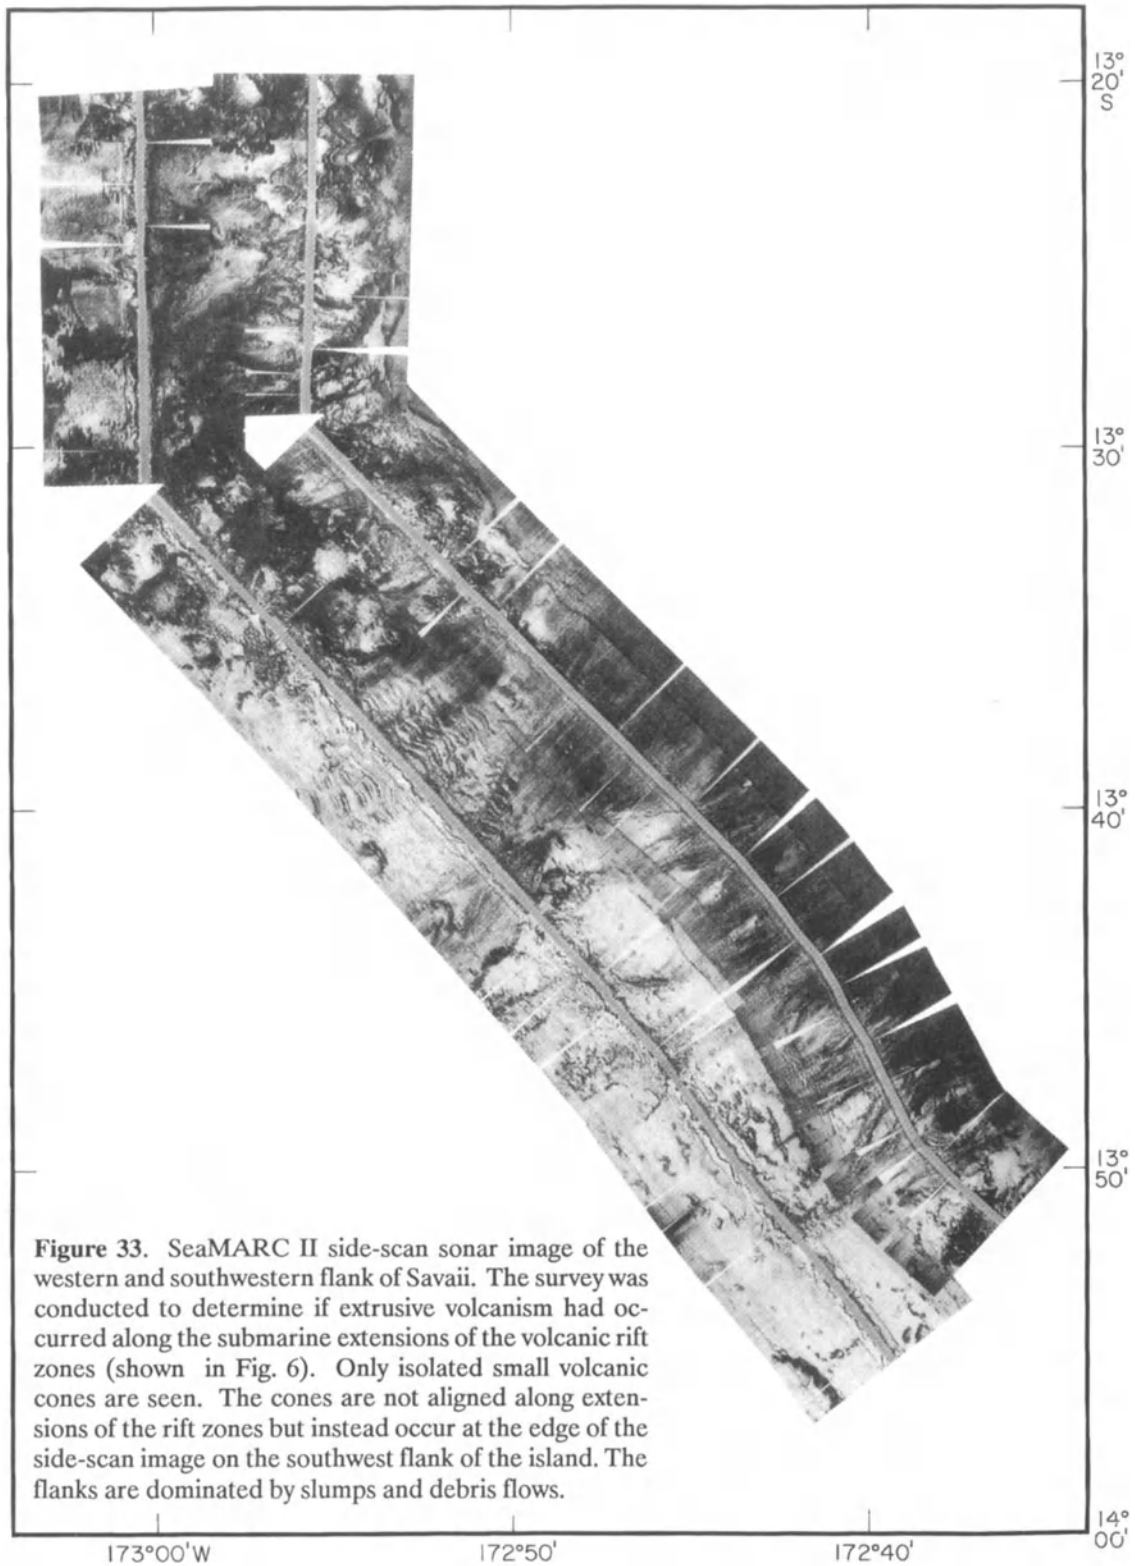 13°
20'
S
13°
30'
13°
40'
13°
50'
Figure 33. SeaMARC II side-scan sonar image of the
western and southwestern flank of Savaii. The survey was
conducted to determine if extrusive volcanism had oc-
curred along the submarine extensions of the volcanic rift
zones (shown in Fig. 6). Only isolated small volcanic
cones are seen. The cones are not aligned along exten-
sions of the rift zones but instead occur at the edge of the
side-scan image on the southwest flank of the island. The
flanks are dominated by slumps and debris flows.
14°
00'
173°00'W 172°50' 172°40'